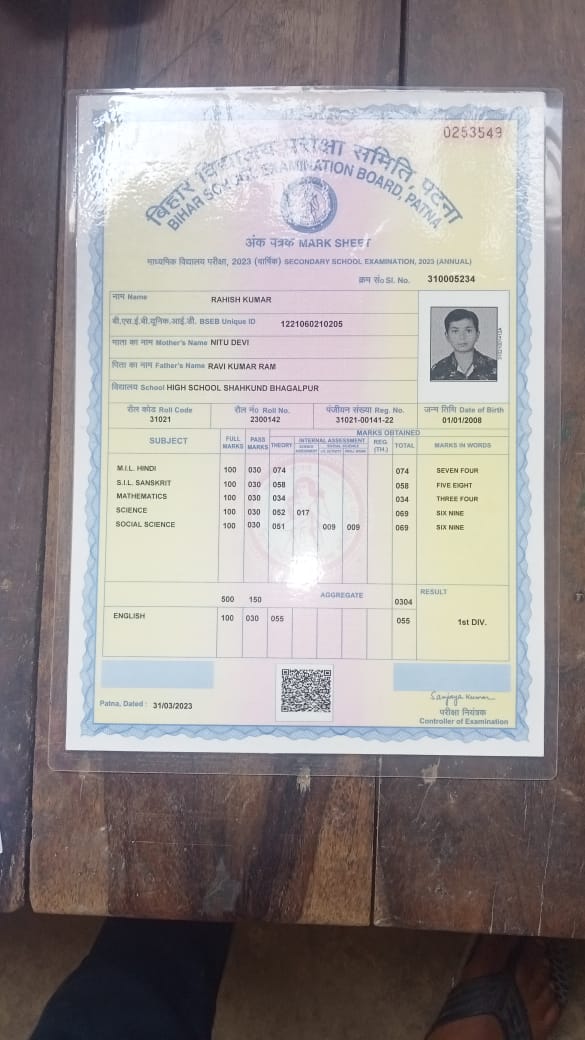 0253549
बिहार विद्यालय परीक्षा समिति, पटना
BIHAR SCHOOL EXAMINATION BOARD, PATNA
अंक पत्रक MARK SHEET
माध्यमिक विद्यालय परीक्षा, 2023 (वार्षिक) SECONDARY SCHOOL EXAMINATION, 2023 (ANNUAL)
क्रम सं० Sl. No. 310005234
नाम Name RAHISH KUMAR
बी.एस.ई.बी.यूनिक.आई.डी. BSEB Unique ID 1221060210205
माता का नाम Mother's Name NITU DEVI
पिता का नाम Father's Name RAVI KUMAR RAM
विद्यालय School HIGH SCHOOL SHAHKUND BHAGALPUR
रौल कोड Roll Code रौल नं० Roll No. पंजीयन संख्या Reg. No. जन्म तिथि Date of Birth
31021 2300142 31021-00141-22 01/01/2008
MARKS OBTAINED
SUBJECT FULL MARKS PASS MARKS THEORY INTERNAL ASSESSMENT REG. (TH.) TOTAL MARKS IN WORDS
M.I.L. HINDI 100 030 074 074 SEVEN FOUR
S.I.L. SANSKRIT 100 030 058 058 FIVE EIGHT
MATHEMATICS 100 030 034 034 THREE FOUR
SCIENCE 100 030 052 017 069 SIX NINE
SOCIAL SCIENCE 100 030 051 009 009 069 SIX NINE
500 150 AGGREGATE 0304 RESULT
ENGLISH 100 030 055 055 1st DIV.
Patna, Dated : 31/03/2023
Sanjaya Kumar
परीक्षा नियंत्रक
Controller of Examination